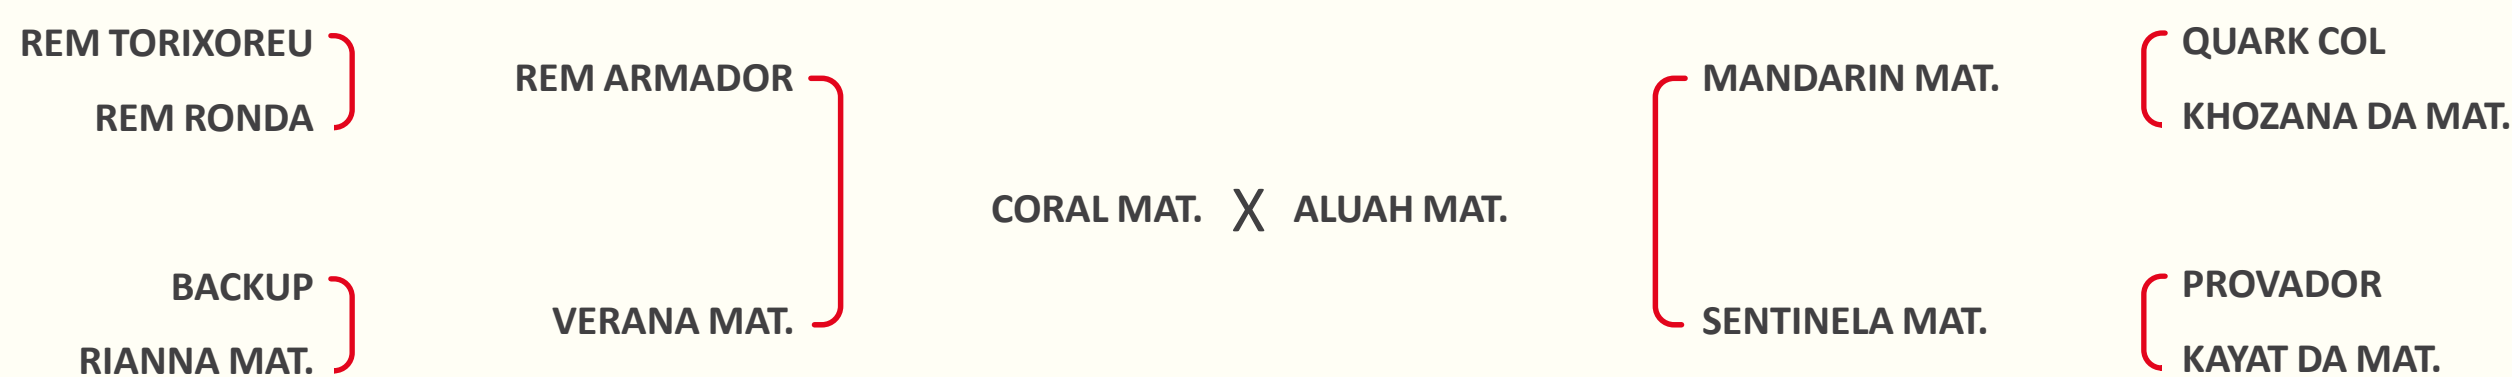 REM TORIXOREU
REM RONDA
REM ARMADOR
BACKUP
RIANNA MAT.
VERANA MAT.
CORAL MAT. X ALUAH MAT.
MANDARIN MAT.
SENTINELA MAT.
QUARK COL
KHOZANA DA MAT.
PROVADOR
KAYAT DA MAT.